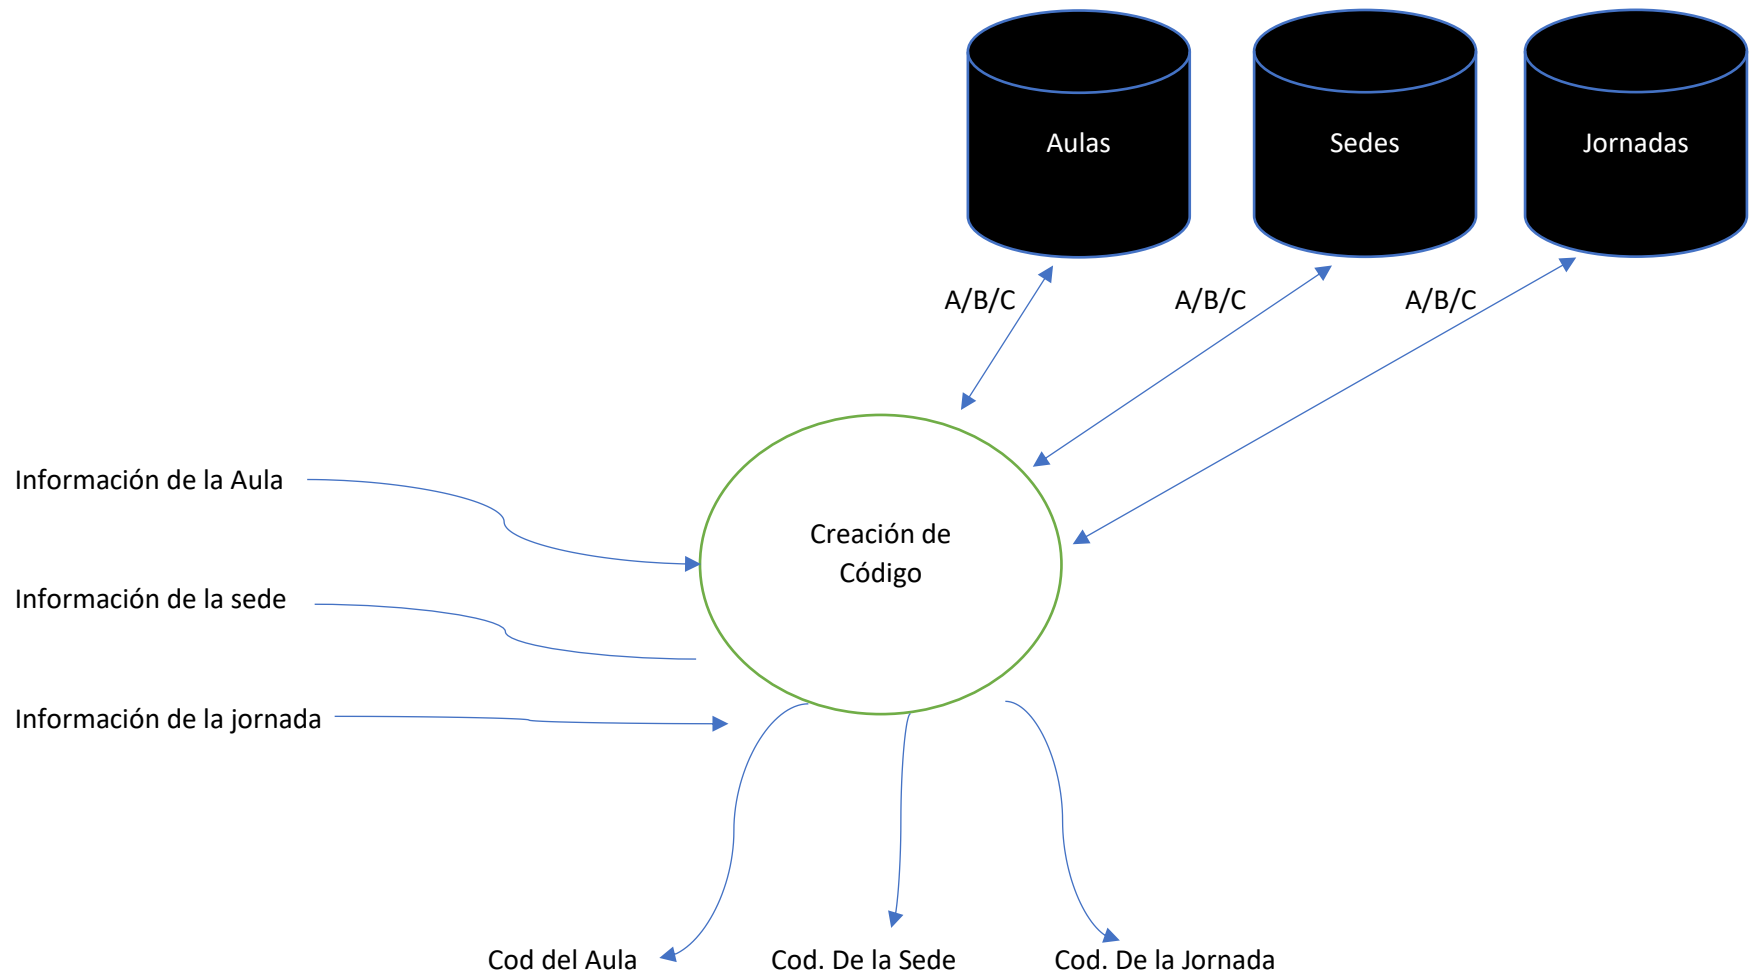 Aulas
Sedes
Jornadas
A/B/C
A/B/C
A/B/C
Información de la Aula
Creación de
Código
Información de la sede
Información de la jornada
Cod del Aula
Cod. De la Sede
Cod. De la Jornada